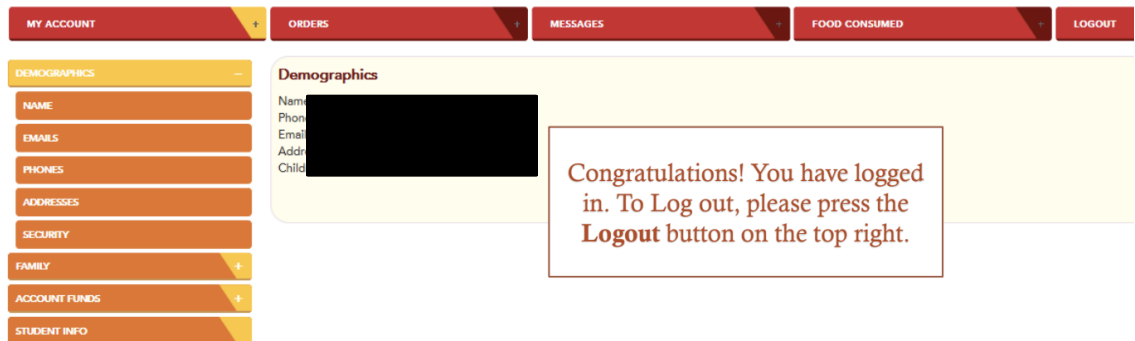 MY ACCOUNT +
ORDERS +
MESSAGES +
FOOD CONSUMED +
LOGOUT
DEMOGRAPHICS –
NAME
EMAILS
PHONES
ADDRESSES
SECURITY
FAMILY +
ACCOUNT FUNDS +
STUDENT INFO
Demographics
Name
Phon
Email
Addre
Child
Congratulations! You have logged
in. To Log out, please press the
Logout button on the top right.